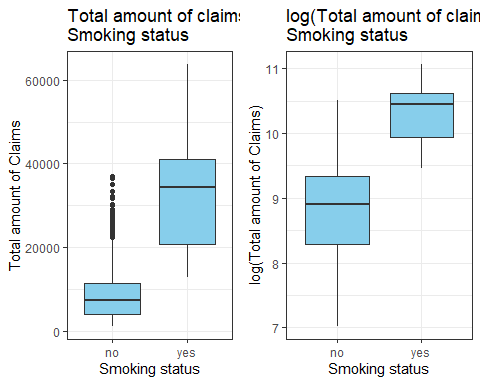 Total amount of claims
Smoking status
60000
40000
20000
0
Total amount of Claims
no yes
Smoking status
log(Total amount of claim
Smoking status
11
10
9
8
7
log(Total amount of Claims)
no yes
Smoking status